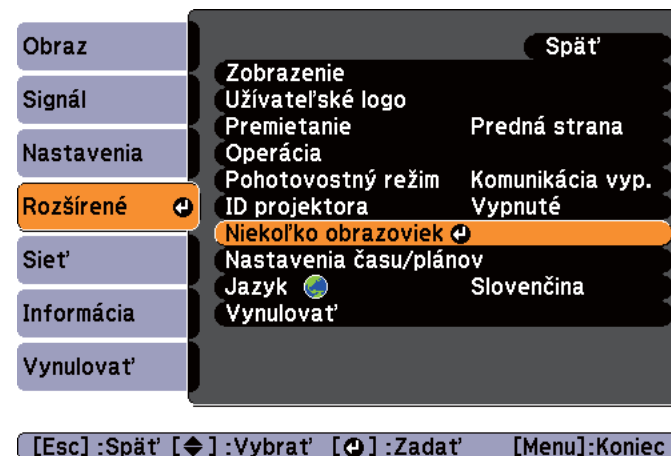 Obraz
Signál
Nastavenia
Rozšírené
Sieť
Informácia
Vynulovať
Späť
Zobrazenie
Užívateľské logo
Premietanie Predná strana
Operácia
Pohotovostný režim Komunikácia vyp.
ID projektora Vypnuté
Niekoľko obrazoviek
Nastavenia času/plánov
Jazyk Slovenčina
Vynulovať
[Esc] :Späť [◆] :Vybrať [⏎] :Zadať [Menu]:Koniec